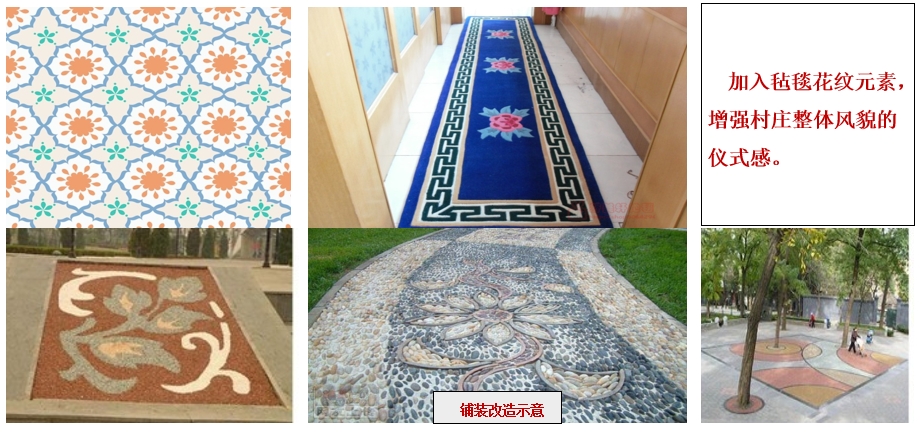 加入毡毯花纹元素，
增强村庄整体风貌的
仪式感。
铺装改造示意